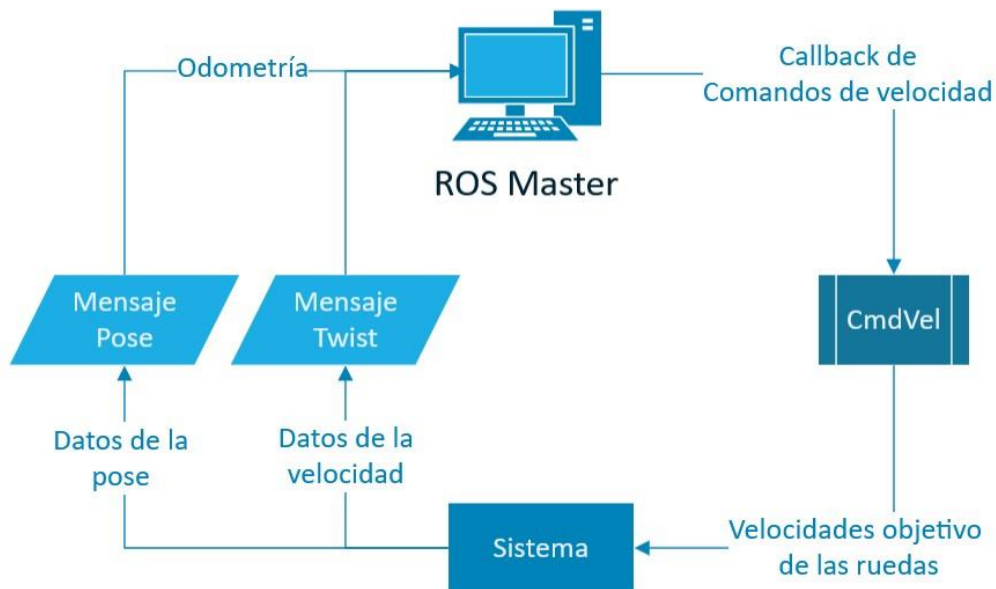 Odometría
Callback de
Comandos de velocidad
ROS Master
Mensaje
Pose
Mensaje
Twist
CmdVel
Datos de la
pose
Datos de la
velocidad
Sistema
Velocidades objetivo
de las ruedas